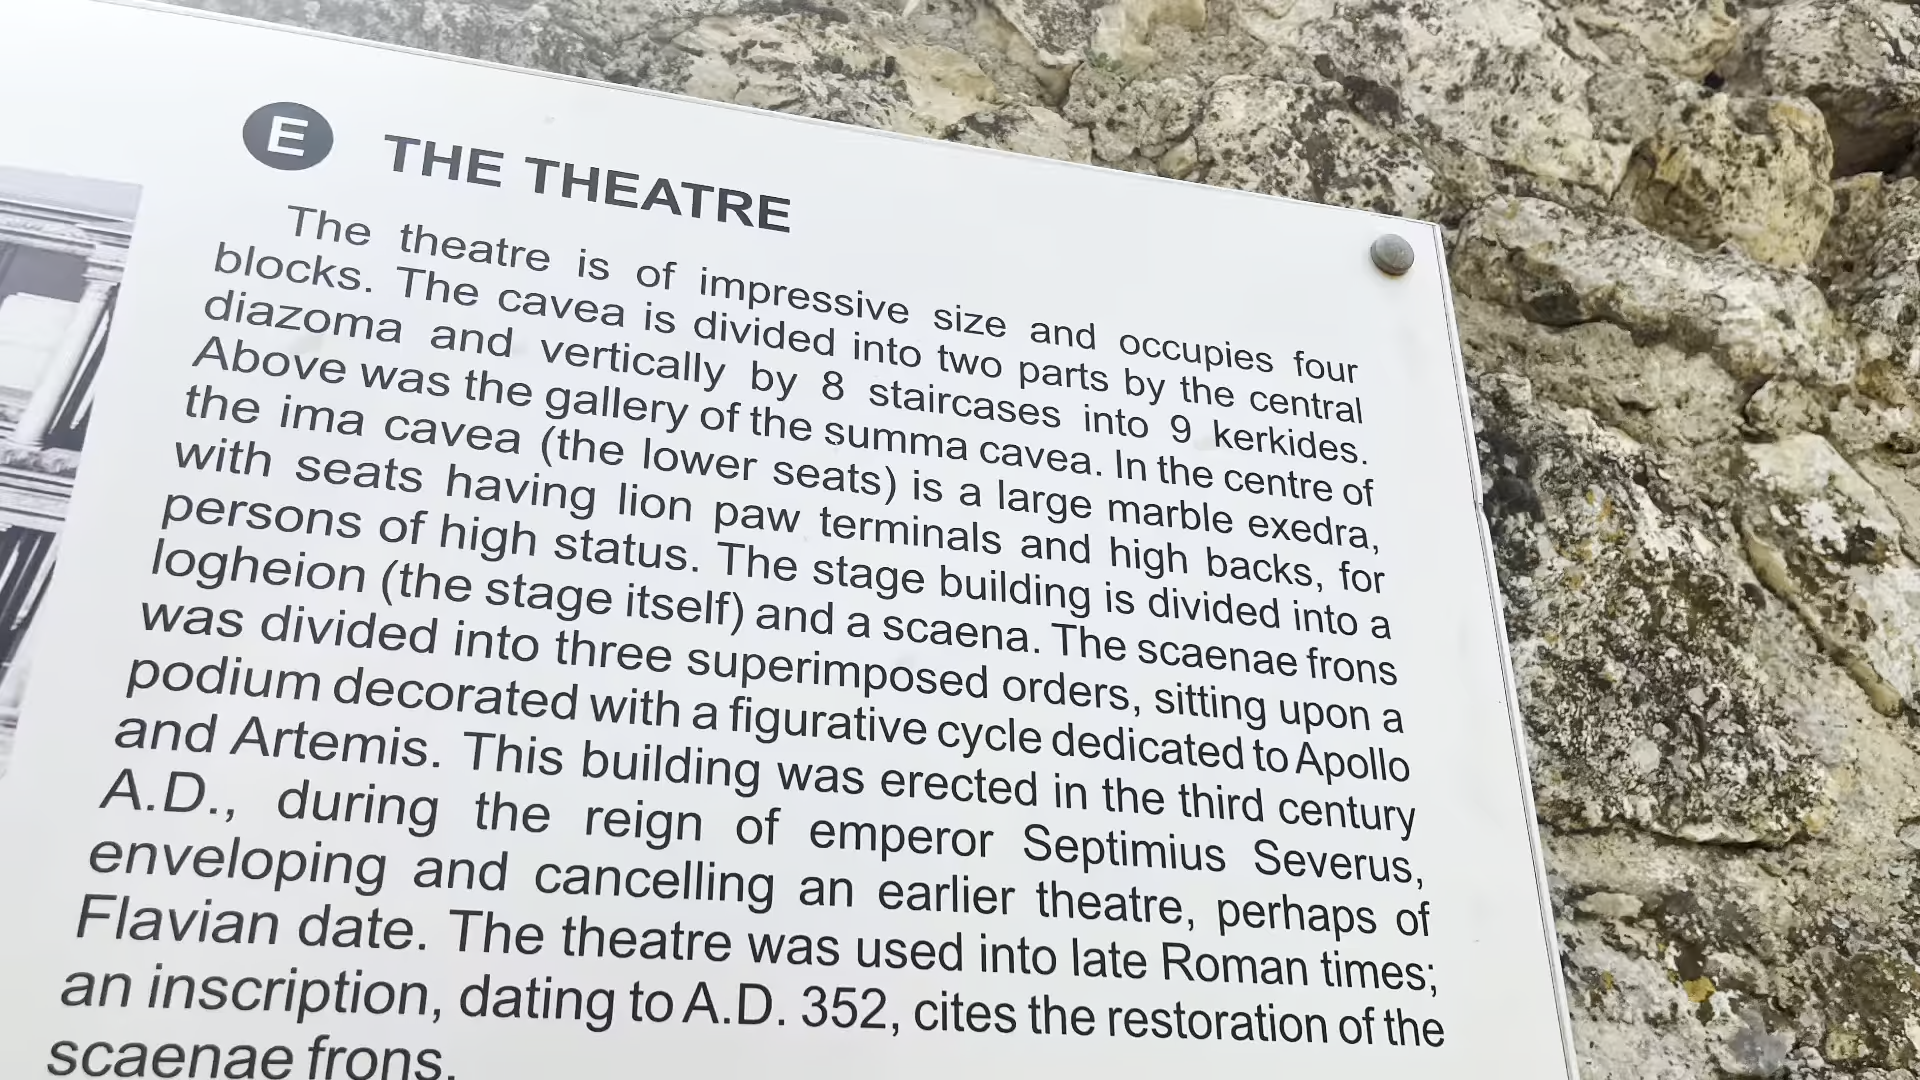 E THE THEATRE
The theatre is of impressive size and occupies four
blocks. The cavea is divided into two parts by the central
diazoma and vertically by 8 staircases into 9 kerkides.
Above was the gallery of the summa cavea. In the centre of
the ima cavea (the lower seats) is a large marble exedra,
with seats having lion paw terminals and high backs, for
persons of high status. The stage building is divided into a
logheion (the stage itself) and a scaena. The scaenae frons
was divided into three superimposed orders, sitting upon a
podium decorated with a figurative cycle dedicated to Apollo
and Artemis. This building was erected in the third century
A.D., during the reign of emperor Septimius Severus,
enveloping and cancelling an earlier theatre, perhaps of
Flavian date. The theatre was used into late Roman times;
an inscription, dating to A.D. 352, cites the restoration of the
scaenae frons.